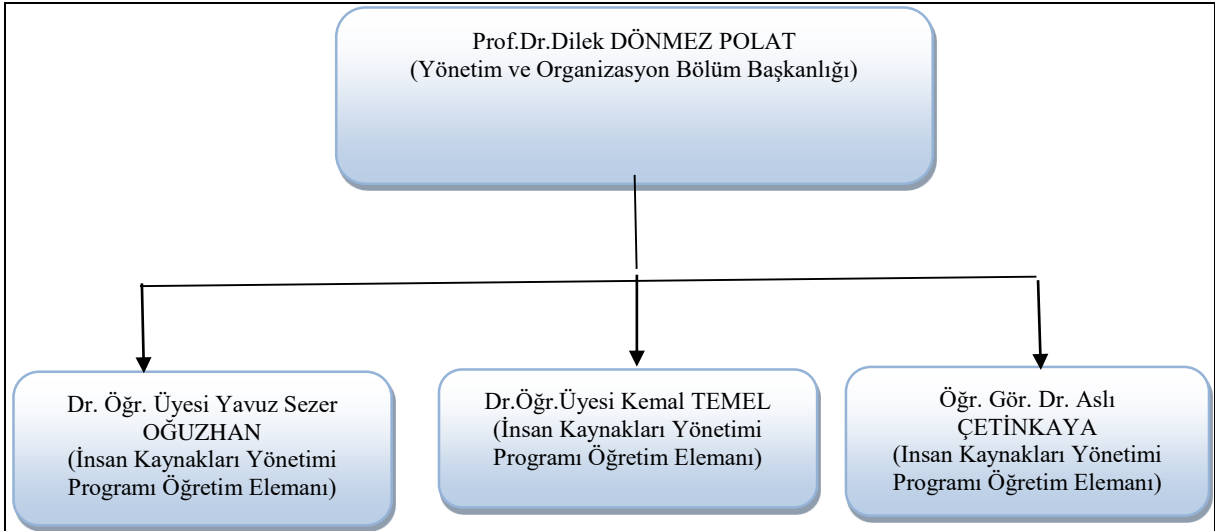 Prof.Dr.Dilek DÖNMEZ POLAT
(Yönetim ve Organizasyon Bölüm Başkanlığı)
Dr. Öğr. Üyesi Yavuz Sezer
OĞUZHAN
(İnsan Kaynakları Yönetimi
Programı Öğretim Elemanı)
Dr.Öğr.Üyesi Kemal TEMEL
(İnsan Kaynakları Yönetimi
Programı Öğretim Elemanı)
Öğr. Gör. Dr. Aslı
ÇETİNKAYA
(Insan Kaynakları Yönetimi
Programı Öğretim Elemanı)